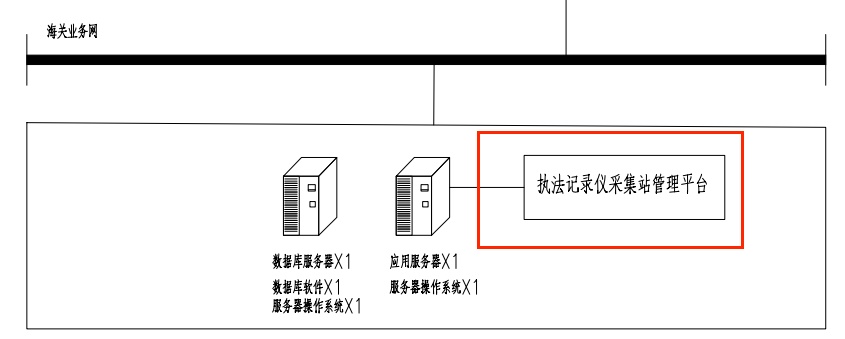 海关业务网
执法记录仪采集站管理平台
数据库服务器X1
应用服务器X1
数据库软件X1
服务器操作系统X1
服务器操作系统X1